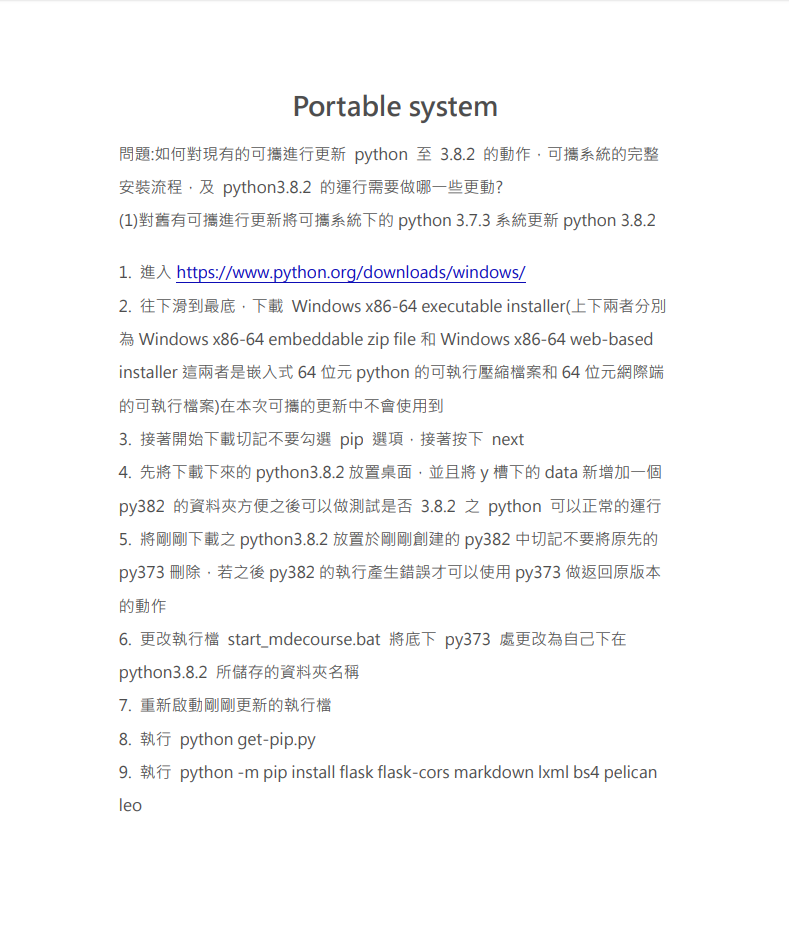 Portable system
問題:如何對現有的可攜進行更新 python 至 3.8.2 的動作，可攜系統的完整
安裝流程，及 python3.8.2 的運行需要做哪一些更動?
(1)對舊有可攜進行更新將可攜系統下的 python 3.7.3 系統更新 python 3.8.2
1. 進入 https://www.python.org/downloads/windows/
2. 往下滑到最底，下載 Windows x86-64 executable installer(上下兩者分別
為 Windows x86-64 embeddable zip file 和 Windows x86-64 web-based
installer 這兩者是嵌入式 64 位元 python 的可執行壓縮檔案和 64 位元網際端
的可執行檔案)在本次可攜的更新中不會使用到
3. 接著開始下載切記不要勾選 pip 選項，接著按下 next
4. 先將下載下來的 python3.8.2 放置桌面，並且將 y 槽下的 data 新增加一個
py382 的資料夾方便之後可以做測試是否 3.8.2 之 python 可以正常的運行
5. 將剛剛下載之 python3.8.2 放置於剛剛創建的 py382 中切記不要將原先的
py373 刪除，若之後 py382 的執行產生錯誤才可以使用 py373 做返回原版本
的動作
6. 更改執行檔 start_mdecourse.bat 將底下 py373 處更改為自己下在
python3.8.2 所儲存的資料夾名稱
7. 重新啟動剛剛更新的執行檔
8. 執行 python get-pip.py
9. 執行 python -m pip install flask flask-cors markdown lxml bs4 pelican
leo